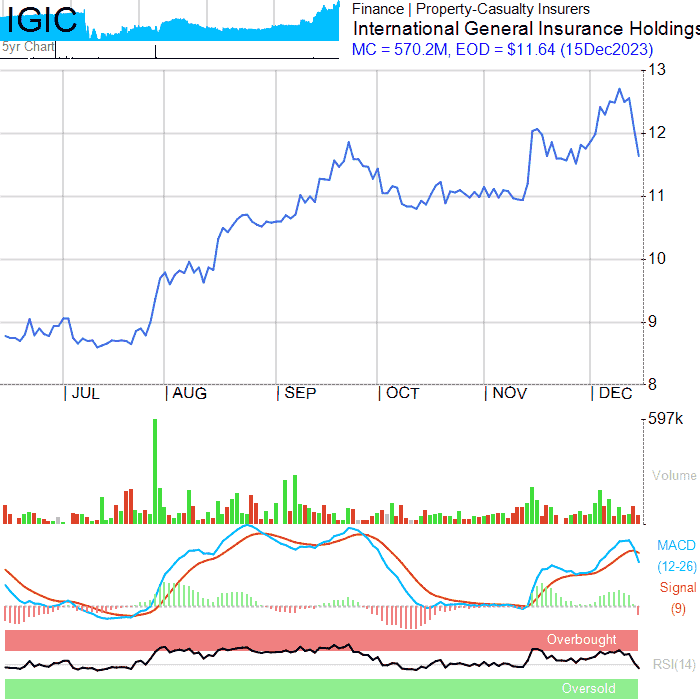 IGIC
5yr Chart
Finance | Property-Casualty Insurers
International General Insurance Holdings
MC = 570.2M, EOD = $11.64 (15Dec2023)
13
12
11
10
9
8
JUL AUG SEP OCT NOV DEC
597k
Volume
MACD
(12-26)
Signal
(9)
Overbought
RSI(14)
Oversold